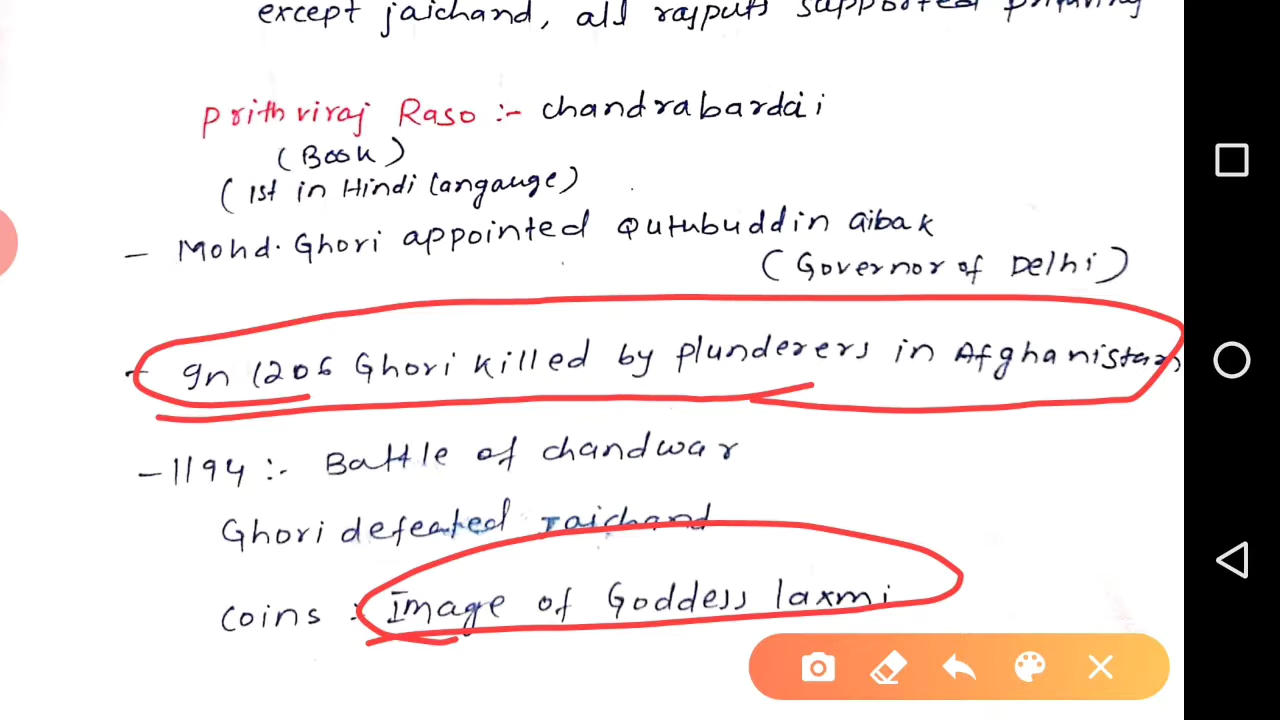 except jaichand, all rajputs supported
Prithviraj Raso :- chandrabardai
(Book)
(1st in Hindi langauge)
- Mohd. Ghori appointed Qutubuddin aibak
(Governor of Delhi)
- In 1206 Ghori killed by plunderers in Afghanistan
- 1194 :- Battle of chandwar
Ghori defeated Jaichand
coins : Image of Goddess laxmi